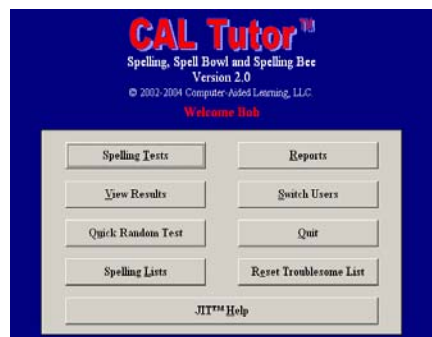 CAL Tutor™
Spelling, Spell Bowl and Spelling Bee
Version 2.0
© 2002-2004 Computer-Aided Learning, LLC.
Welcome Bob
Spelling Tests
Reports
View Results
Switch Users
Quick Random Test
Quit
Spelling Lists
Reset Troublesome List
JIT™ Help